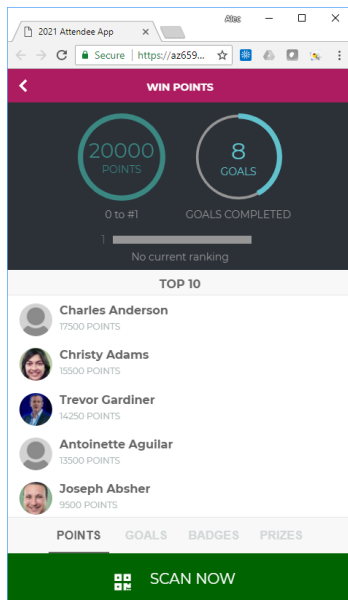 Alec
2021 Attendee App
Secure https://az659...
WIN POINTS
20000
POINTS
8
GOALS
0 to #1
GOALS COMPLETED
1
No current ranking
TOP 10
Charles Anderson
17500 POINTS
Christy Adams
15500 POINTS
Trevor Gardiner
14250 POINTS
Antoinette Aguilar
13500 POINTS
Joseph Absher
9500 POINTS
POINTS GOALS BADGES PRIZES
SCAN NOW